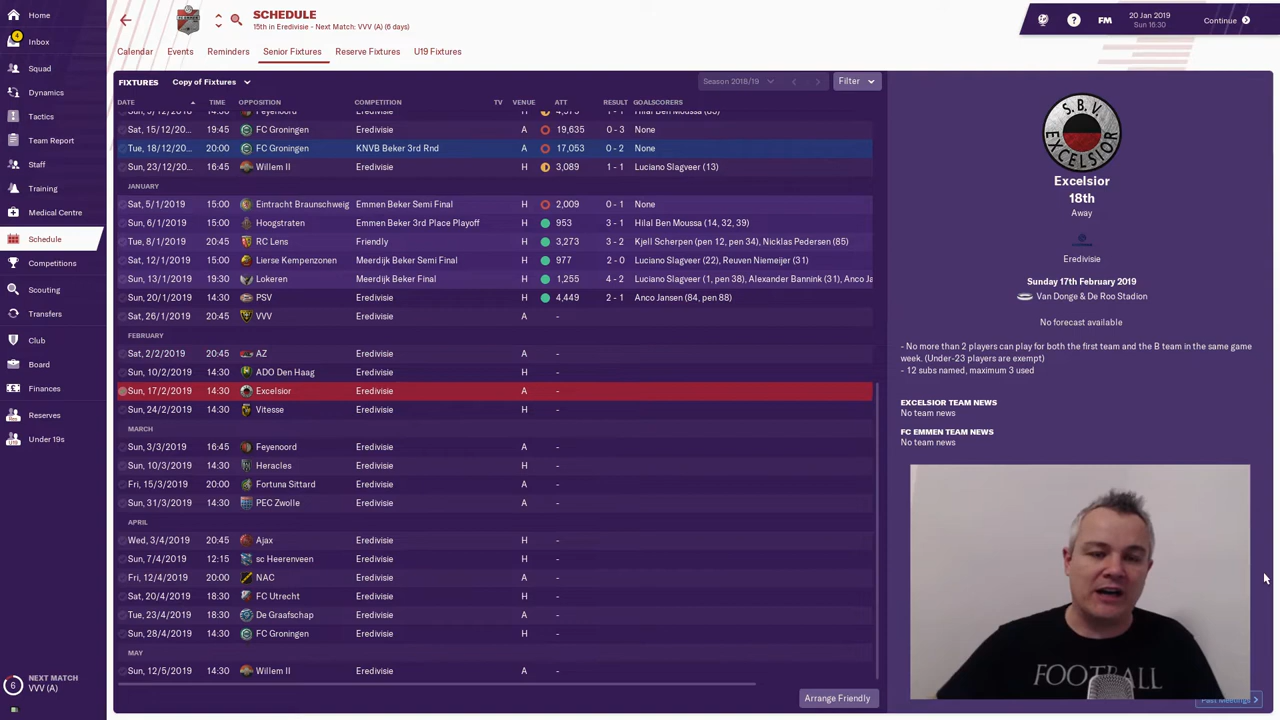 Home
4
Inbox
Squad
Dynamics
Tactics
Team Report
Staff
Training
Medical Centre
Schedule
Competitions
Scouting
Transfers
Club
Board
Finances
Reserves
Under 19s
6
NEXT MATCH
VVV (A)
SCHEDULE
15th in Eredivisie - Next Match: VVV (A) (6 days)
? FM 20 Jan 2019
Sun 16:30
Continue
Calendar Events Reminders Senior Fixtures Reserve Fixtures U19 Fixtures
FIXTURES Copy of Fixtures Season 2018/19 Filter
DATE TIME OPPOSITION COMPETITION TV VENUE ATT RESULT GOALSCORERS
Sat, 15/12/20... 19:45 FC Groningen Eredivisie A 19,635 0 - 3 None
Tue, 18/12/20... 20:00 FC Groningen KNVB Beker 3rd Rnd A 17,053 0 - 2 None
Sun, 23/12/20... 16:45 Willem II Eredivisie H 3,089 1 - 1 Luciano Slagveer (13)
JANUARY
Sat, 5/1/2019 15:00 Eintracht Braunschweig Emmen Beker Semi Final H 2,009 0 - 1 None
Sun, 6/1/2019 15:00 Hoogstraten Emmen Beker 3rd Place Playoff H 953 3 - 1 Hilal Ben Moussa (14, 32, 39)
Tue, 8/1/2019 20:45 RC Lens Friendly H 3,273 3 - 2 Kjell Scherpen (pen 12, pen 34), Nicklas Pedersen (85)
Sat, 12/1/2019 15:00 Lierse Kempenzonen Meerdijk Beker Semi Final H 977 2 - 0 Luciano Slagveer (22), Reuven Niemeijer (31)
Sun, 13/1/2019 19:30 Lokeren Meerdijk Beker Final H 1,255 4 - 2 Luciano Slagveer (1, pen 38), Alexander Bannink (31), Anco Ja
Sun, 20/1/2019 14:30 PSV Eredivisie H 4,449 2 - 1 Anco Jansen (84, pen 88)
Sat, 26/1/2019 20:45 VVV Eredivisie A -
FEBRUARY
Sat, 2/2/2019 20:45 AZ Eredivisie A -
Sun, 10/2/2019 14:30 ADO Den Haag Eredivisie H -
Sun, 17/2/2019 14:30 Excelsior Eredivisie A -
Sun, 24/2/2019 14:30 Vitesse Eredivisie H -
MARCH
Sun, 3/3/2019 16:45 Feyenoord Eredivisie A -
Sun, 10/3/2019 14:30 Heracles Eredivisie H -
Fri, 15/3/2019 20:00 Fortuna Sittard Eredivisie A -
Sun, 31/3/2019 14:30 PEC Zwolle Eredivisie A -
APRIL
Wed, 3/4/2019 20:45 Ajax Eredivisie H -
Sun, 7/4/2019 12:15 sc Heerenveen Eredivisie H -
Fri, 12/4/2019 20:00 NAC Eredivisie A -
Sat, 20/4/2019 18:30 FC Utrecht Eredivisie H -
Tue, 23/4/2019 18:30 De Graafschap Eredivisie A -
Sun, 28/4/2019 14:30 FC Groningen Eredivisie H -
MAY
Sun, 12/5/2019 14:30 Willem II Eredivisie A -
Arrange Friendly
S.B.V.
EXCELSIOR
Excelsior
18th
Away
Eredivisie
Sunday 17th February 2019
Van Donge & De Roo Stadion
No forecast available
- No more than 2 players can play for both the first team and the B team in the same game
week. (Under-23 players are exempt)
- 12 subs named, maximum 3 used
EXCELSIOR TEAM NEWS
No team news
FC EMMEN TEAM NEWS
No team news
FOOTBALL